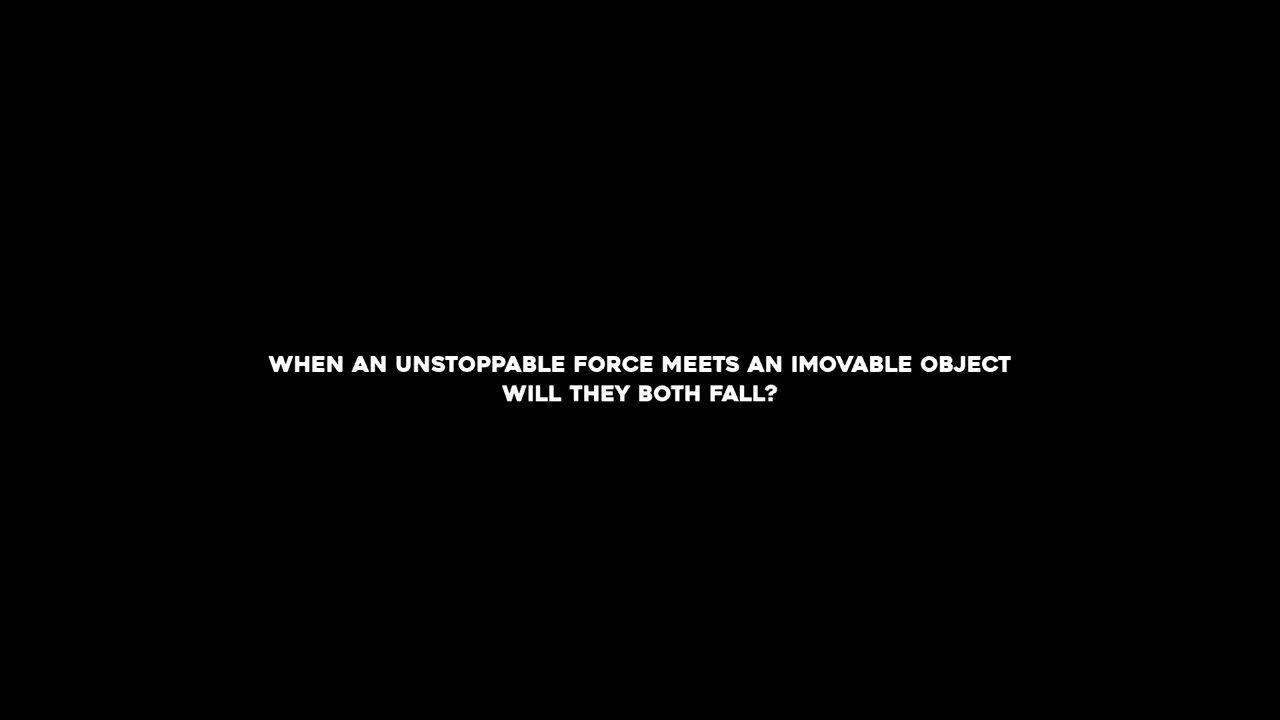 WHEN AN UNSTOPPABLE FORCE MEETS AN IMOVABLE OBJECT
WILL THEY BOTH FALL?